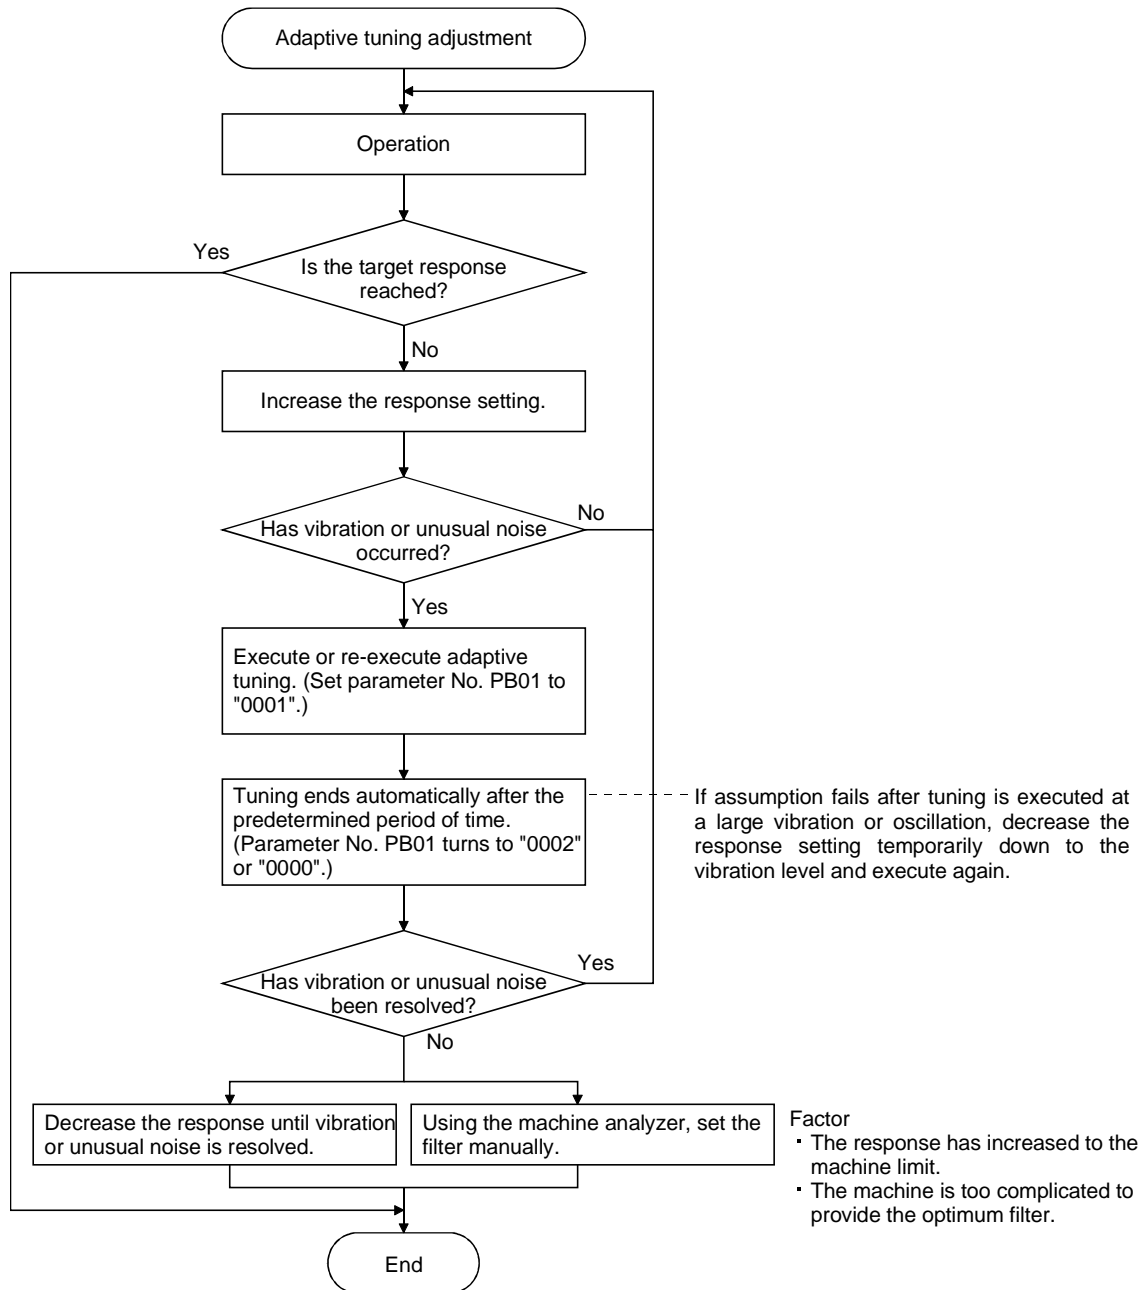 Adaptive tuning adjustment
Operation
Yes
Is the target response
reached?
No
Increase the response setting.
No
Has vibration or unusual noise
occurred?
Yes
Execute or re-execute adaptive
tuning. (Set parameter No. PB01 to
"0001".)
Tuning ends automatically after the
predetermined period of time.
(Parameter No. PB01 turns to "0002"
or "0000".)
If assumption fails after tuning is executed at
a large vibration or oscillation, decrease the
response setting temporarily down to the
vibration level and execute again.
Yes
Has vibration or unusual noise
been resolved?
No
Decrease the response until vibration
or unusual noise is resolved.
Using the machine analyzer, set the
filter manually.
Factor
· The response has increased to the
machine limit.
· The machine is too complicated to
provide the optimum filter.
End